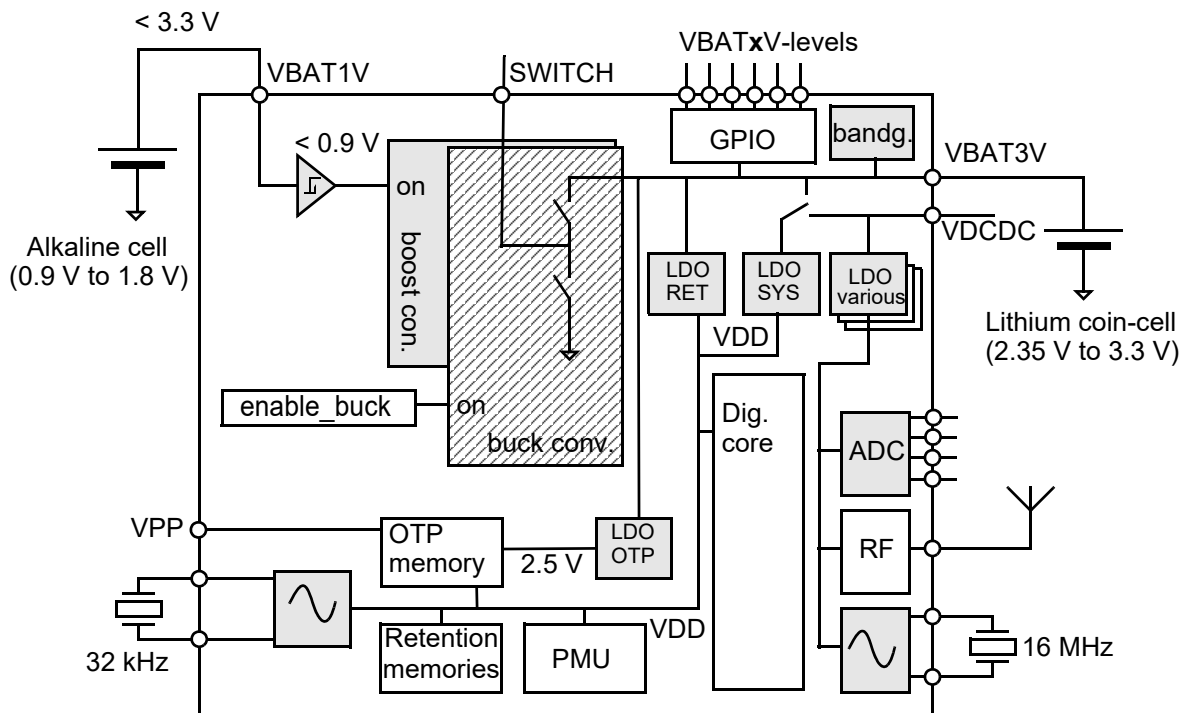 < 3.3 V
VBAT1V
SWITCH
VBATxV-levels
GPIO
bandg.
VBAT3V
VDCDC
< 0.9 V
on
boost con.
Alkaline cell
(0.9 V to 1.8 V)
LDO
RET
LDO
SYS
LDO
various
VDD
Lithium coin-cell
(2.35 V to 3.3 V)
enable_buck
on
buck conv.
Dig.
core
ADC
VPP
OTP
memory
2.5 V
LDO
OTP
RF
32 kHz
Retention
memories
PMU
VDD
16 MHz